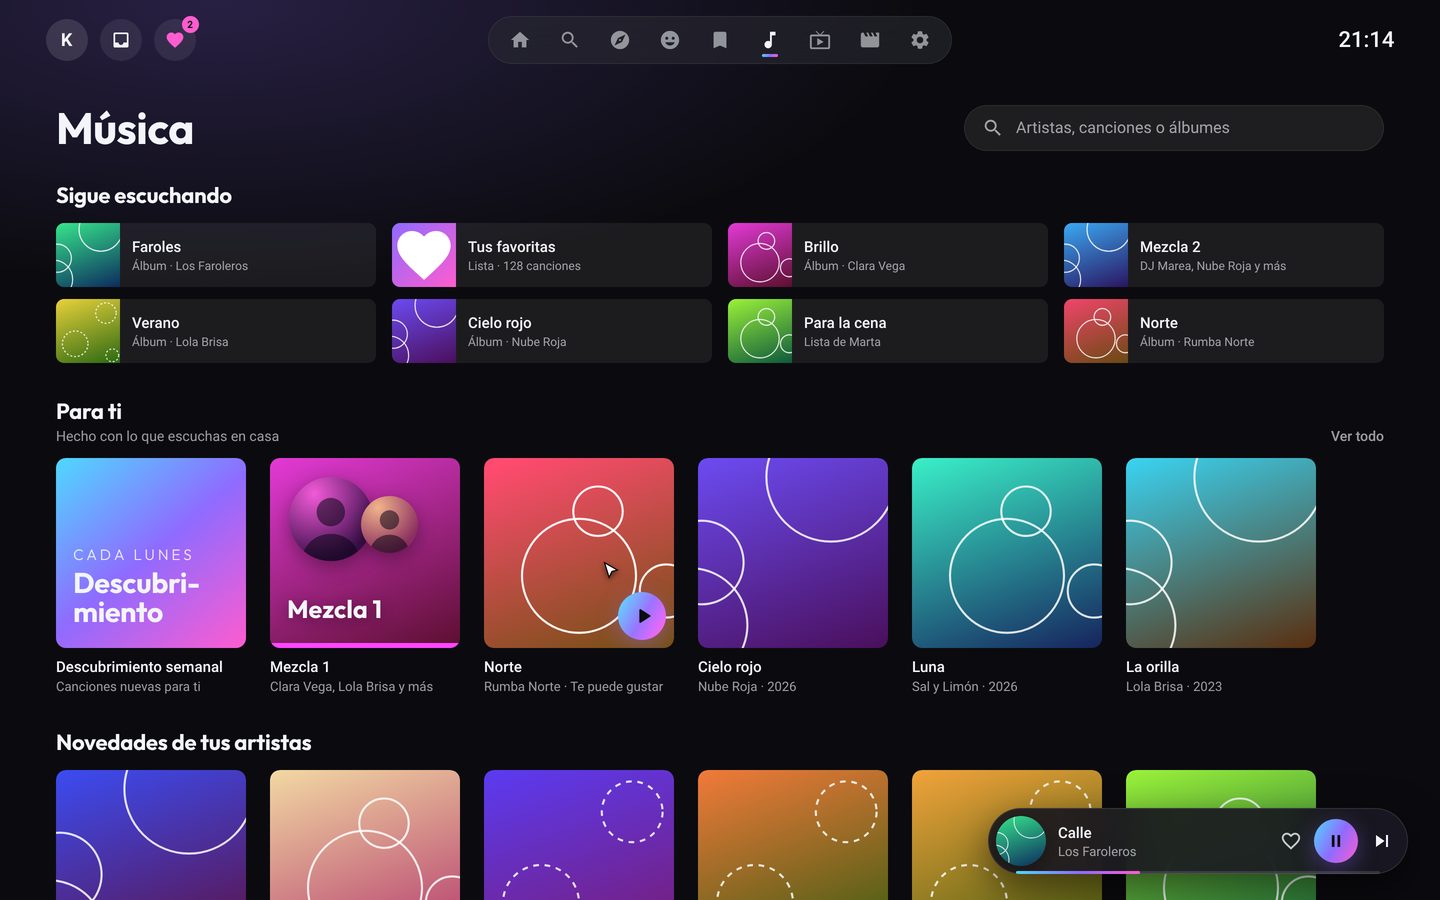 K
2
21:14
Música
Artistas, canciones o álbumes
Sigue escuchando
Faroles
Álbum · Los Faroleros
Tus favoritas
Lista · 128 canciones
Brillo
Álbum · Clara Vega
Mezcla 2
DJ Marea, Nube Roja y más
Verano
Álbum · Lola Brisa
Cielo rojo
Álbum · Nube Roja
Para la cena
Lista de Marta
Norte
Álbum · Rumba Norte
Para ti
Hecho con lo que escuchas en casa
Ver todo
CADA LUNES
Descubri-
miento
Mezcla 1
Descubrimiento semanal
Canciones nuevas para ti
Mezcla 1
Clara Vega, Lola Brisa y más
Norte
Rumba Norte · Te puede gustar
Cielo rojo
Nube Roja · 2026
Luna
Sal y Limón · 2026
La orilla
Lola Brisa · 2023
Novedades de tus artistas
Calle
Los Faroleros